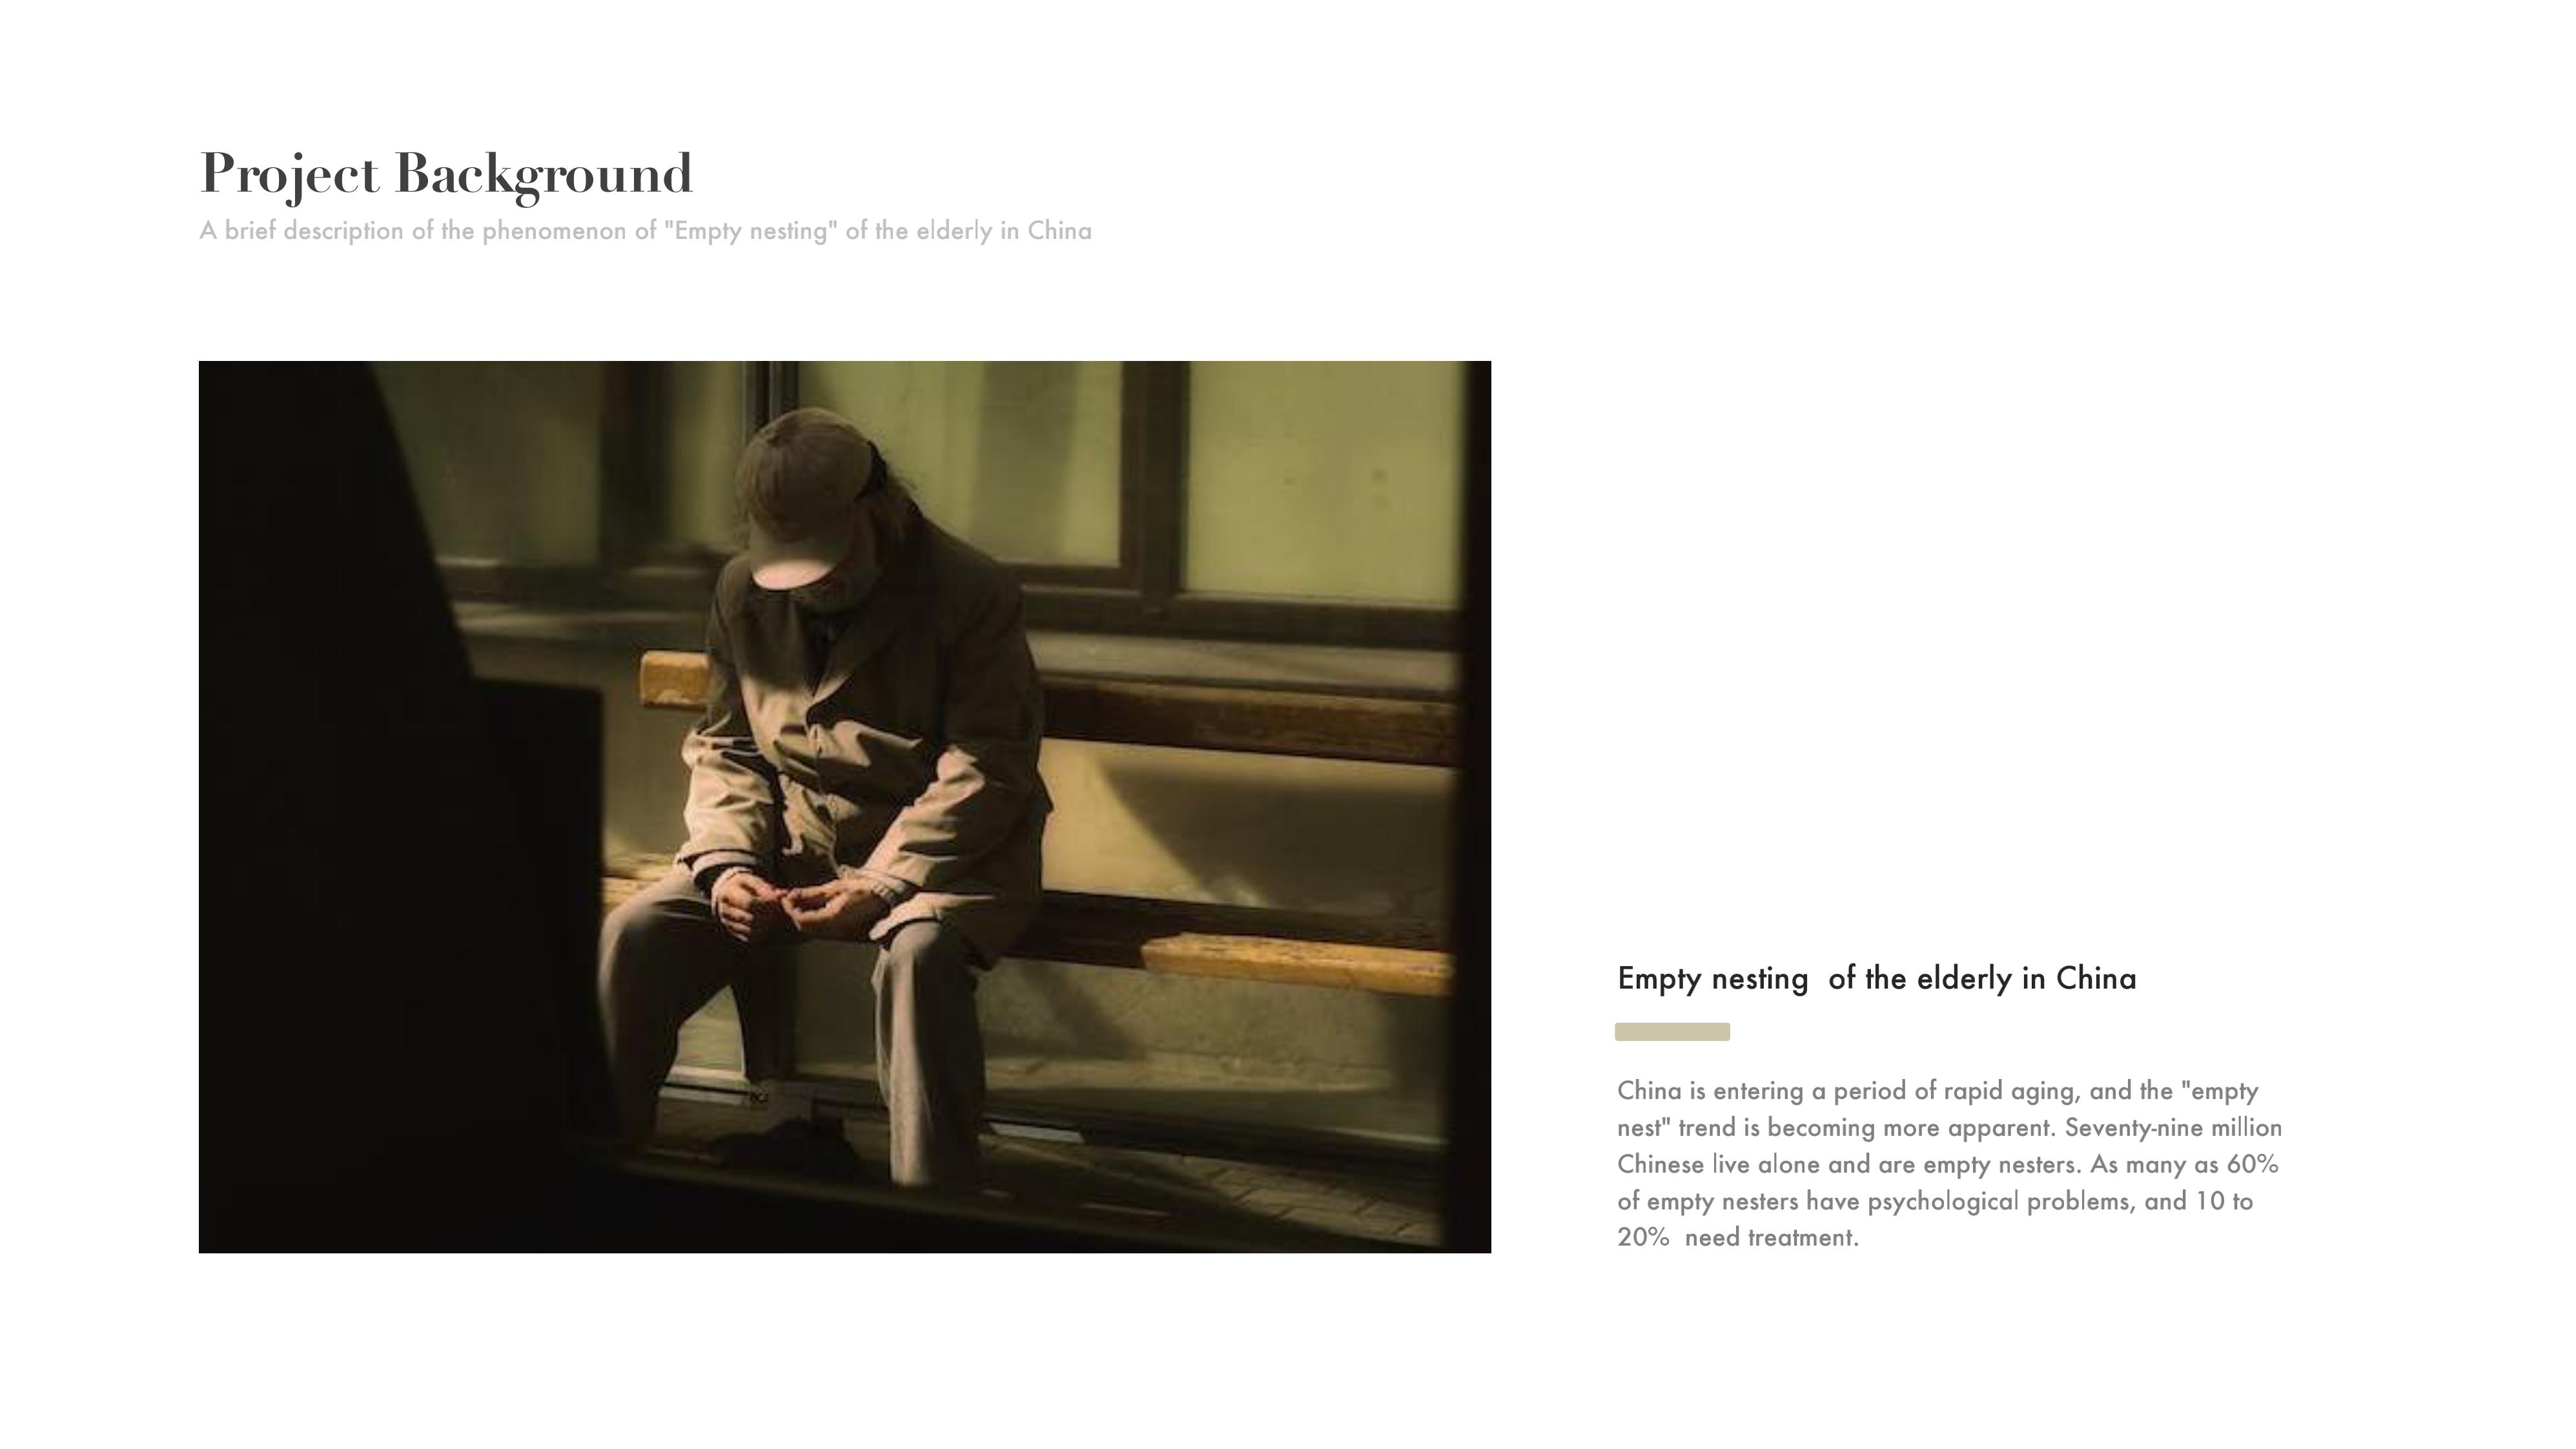 Project Background
A brief description of the phenomenon of "Empty nesting" of the elderly in China
Empty nesting  of the elderly in China
China is entering a period of rapid aging, and the "empty
nest" trend is becoming more apparent. Seventy-nine million
Chinese live alone and are empty nesters. As many as 60%
of empty nesters have psychological problems, and 10 to
20%  need treatment.